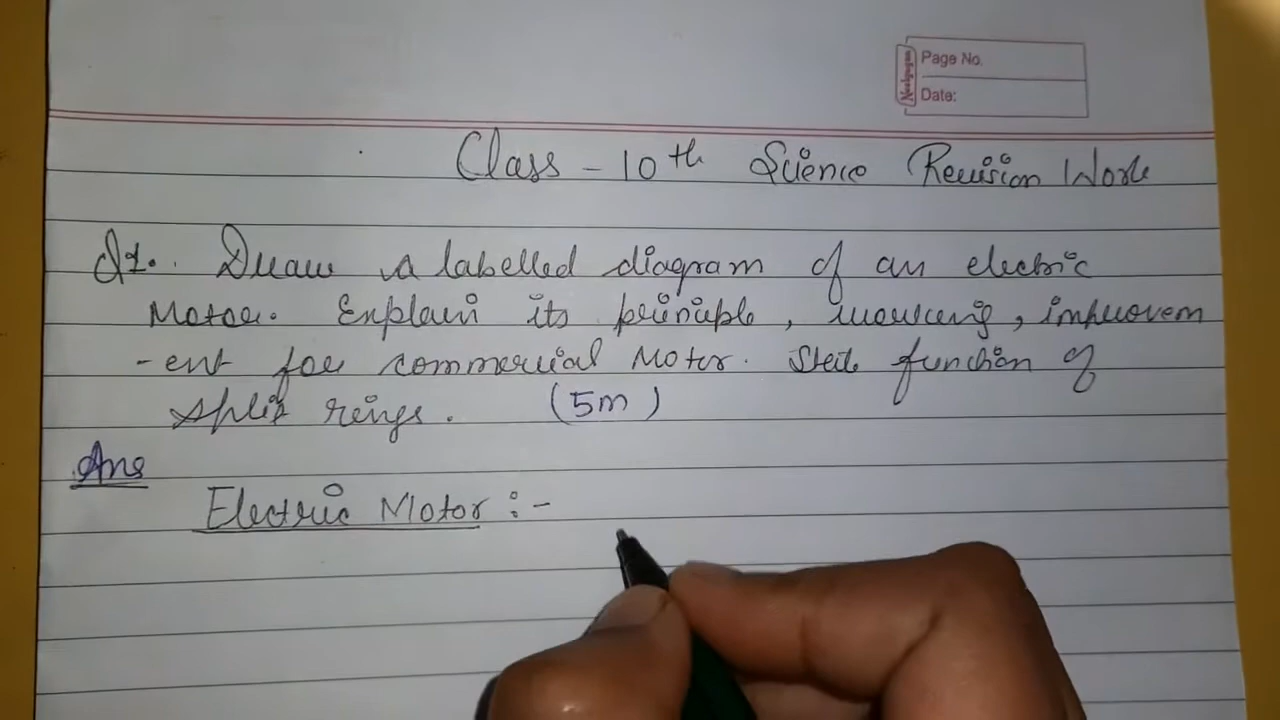 Neelgagan
Page No.
Date:
Class - 10th Science Revision Work
Q1. Draw a labelled diagram of an electric
Motor. Explain its principle, working, improvem
-ent for commercial Motor. State function of
split rings. (5m)
Ans
Electric Motor :-